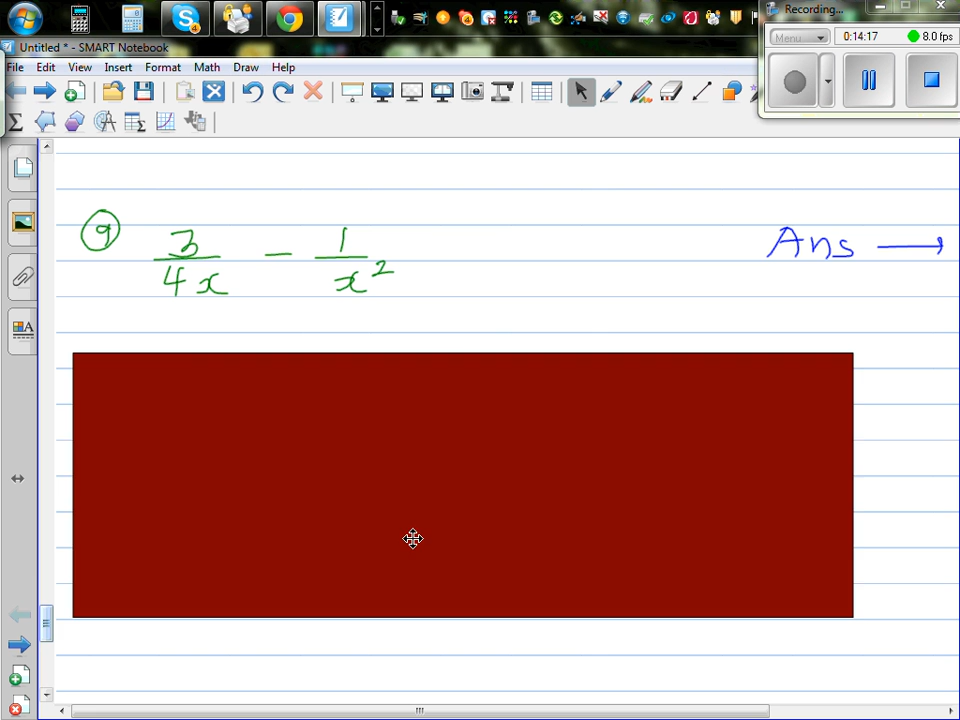 Recording...
Untitled * - SMART Notebook
Menu
0:14:17
8.0 fps
File Edit View Insert Format Math Draw Help
9
3/4x - 1/x²
Ans →